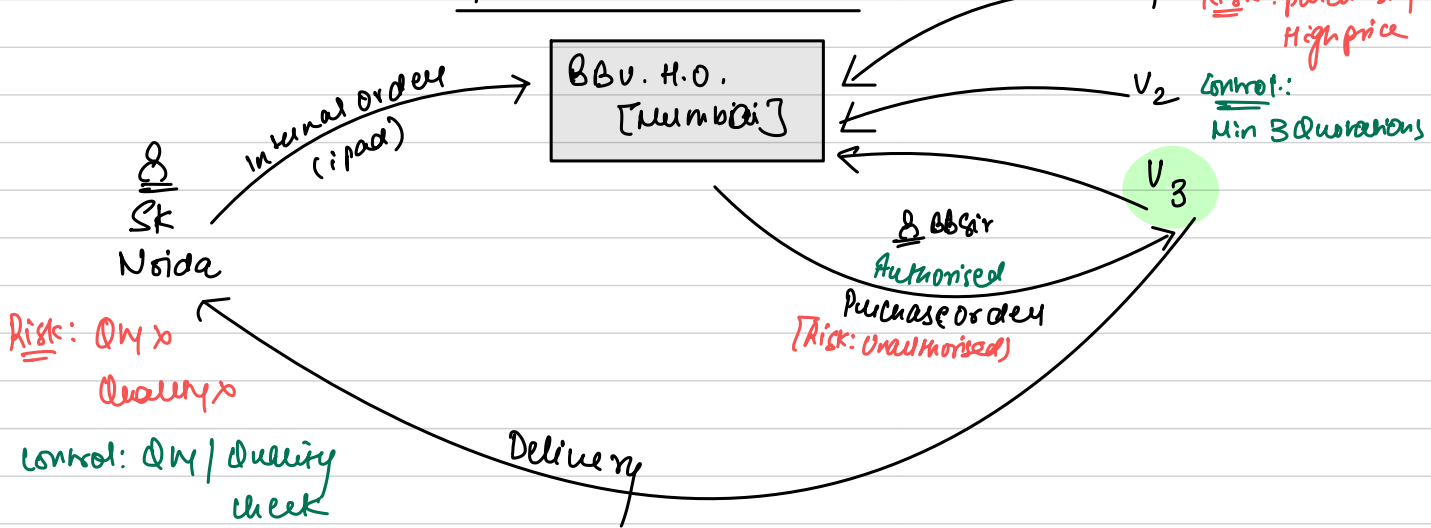 High price
BBV. H.O.
[Mumbai]
V2
Control:
Min 3 Quotations
V3
Internal order
(ipad)
SK
Noida
BB Sir
Authorised
Purchase order
[Risk: Unauthorised]
Risk: Qty x
Quality x
Control: Qty / Quality
check
Delivery